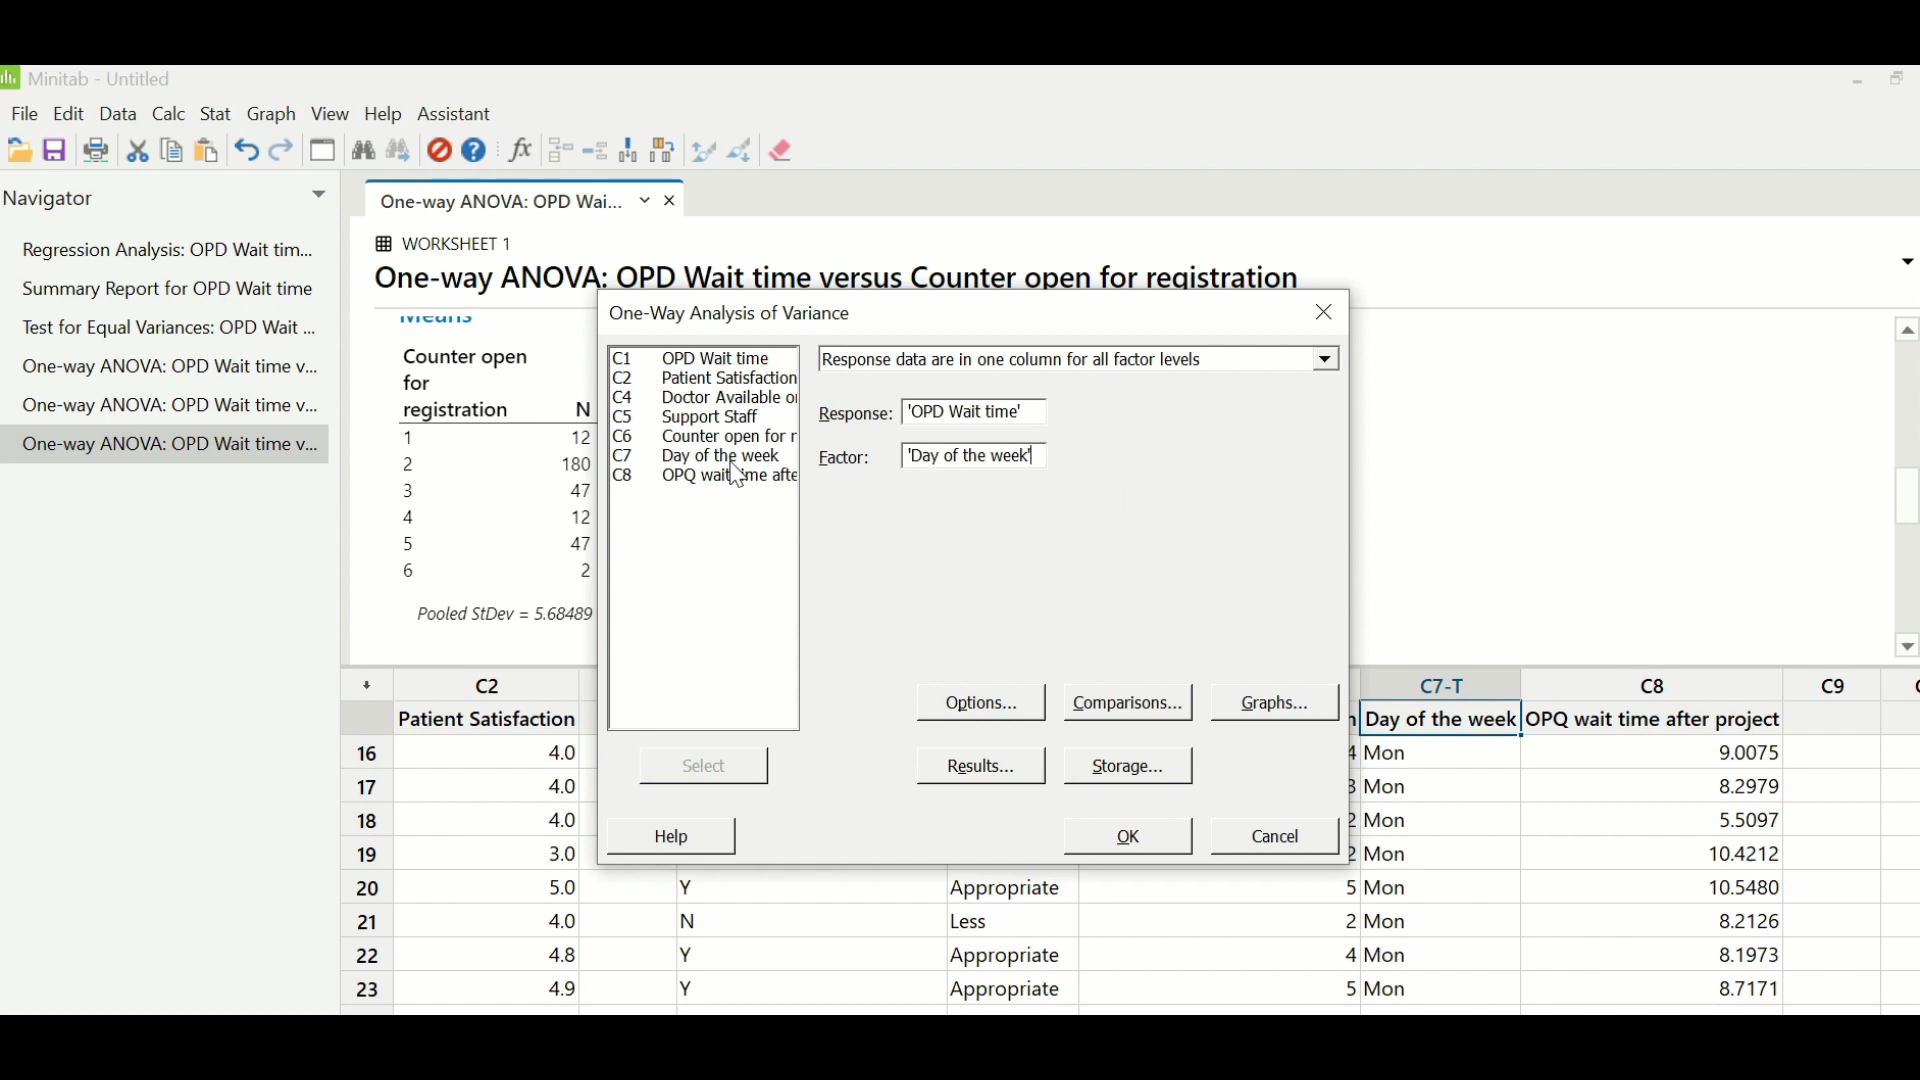 Minitab - Untitled
File Edit Data Calc Stat Graph View Help Assistant
Navigator
Regression Analysis: OPD Wait tim...
Summary Report for OPD Wait time
Test for Equal Variances: OPD Wait ...
One-way ANOVA: OPD Wait time v...
One-way ANOVA: OPD Wait time v...
One-way ANOVA: OPD Wait time v...
One-way ANOVA: OPD Wai...
WORKSHEET 1
One-way ANOVA: OPD Wait time versus Counter open for registration
Means
Counter open
for
registration N
1 12
2 180
3 47
4 12
5 47
6 2
Pooled StDev = 5.68489
One-Way Analysis of Variance
C1 OPD Wait time
C2 Patient Satisfaction
C4 Doctor Available o
C5 Support Staff
C6 Counter open for r
C7 Day of the week
C8 OPQ wait time afte
Response data are in one column for all factor levels
Response: 'OPD Wait time'
Factor: 'Day of the week'
Options... Comparisons... Graphs...
Select Results... Storage...
Help OK Cancel
C2 C7-T C8 C9
Patient Satisfaction n Day of the week OPQ wait time after project
16 4.0 4 Mon 9.0075
17 4.0 3 Mon 8.2979
18 4.0 2 Mon 5.5097
19 3.0 2 Mon 10.4212
20 5.0 Y Appropriate 5 Mon 10.5480
21 4.0 N Less 2 Mon 8.2126
22 4.8 Y Appropriate 4 Mon 8.1973
23 4.9 Y Appropriate 5 Mon 8.7171